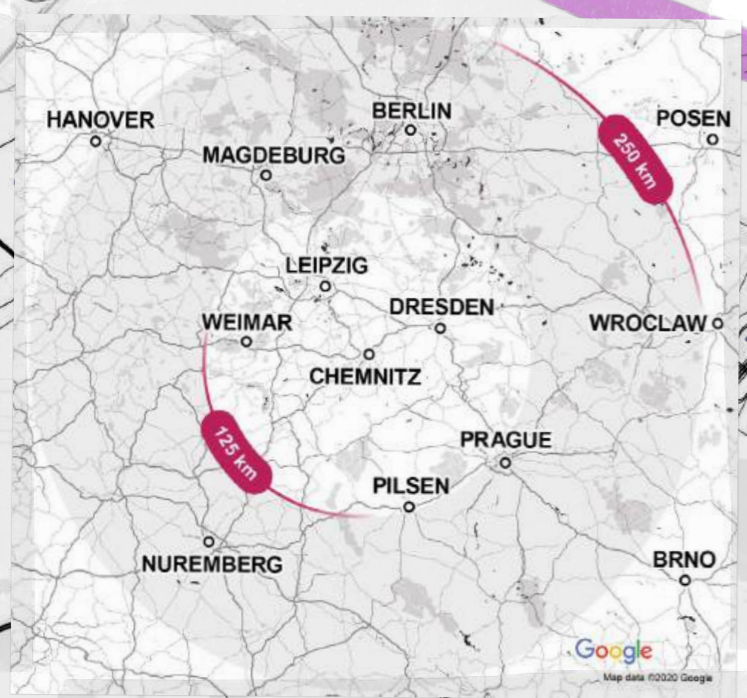 BERLIN
HANOVER
POSEN
MAGDEBURG
250 km
LEIPZIG
DRESDEN
WEIMAR
WROCLAW
CHEMNITZ
125 km
PRAGUE
PILSEN
NUREMBERG
BRNO
Google
Map data ©2020 Google